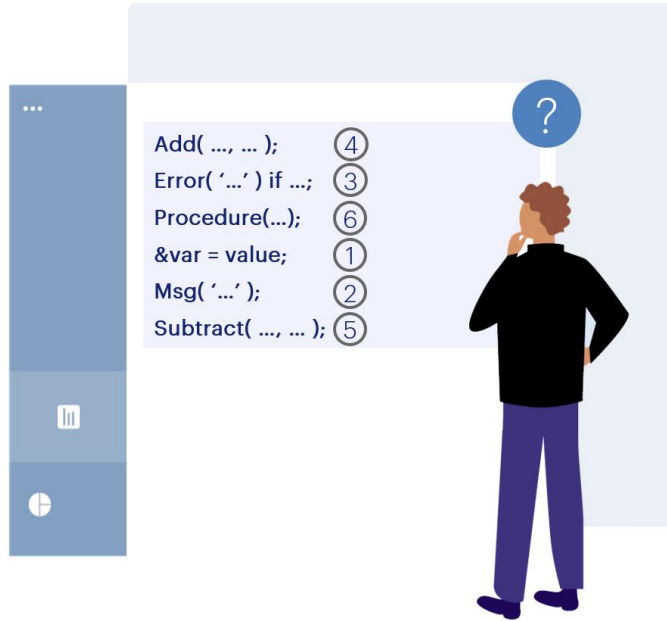 ?
Add( ..., ... ); 4
Error( ‘...’ ) if ...; 3
Procedure(...); 6
&var = value; 1
Msg( ‘...’ ); 2
Subtract( ..., ... ); 5